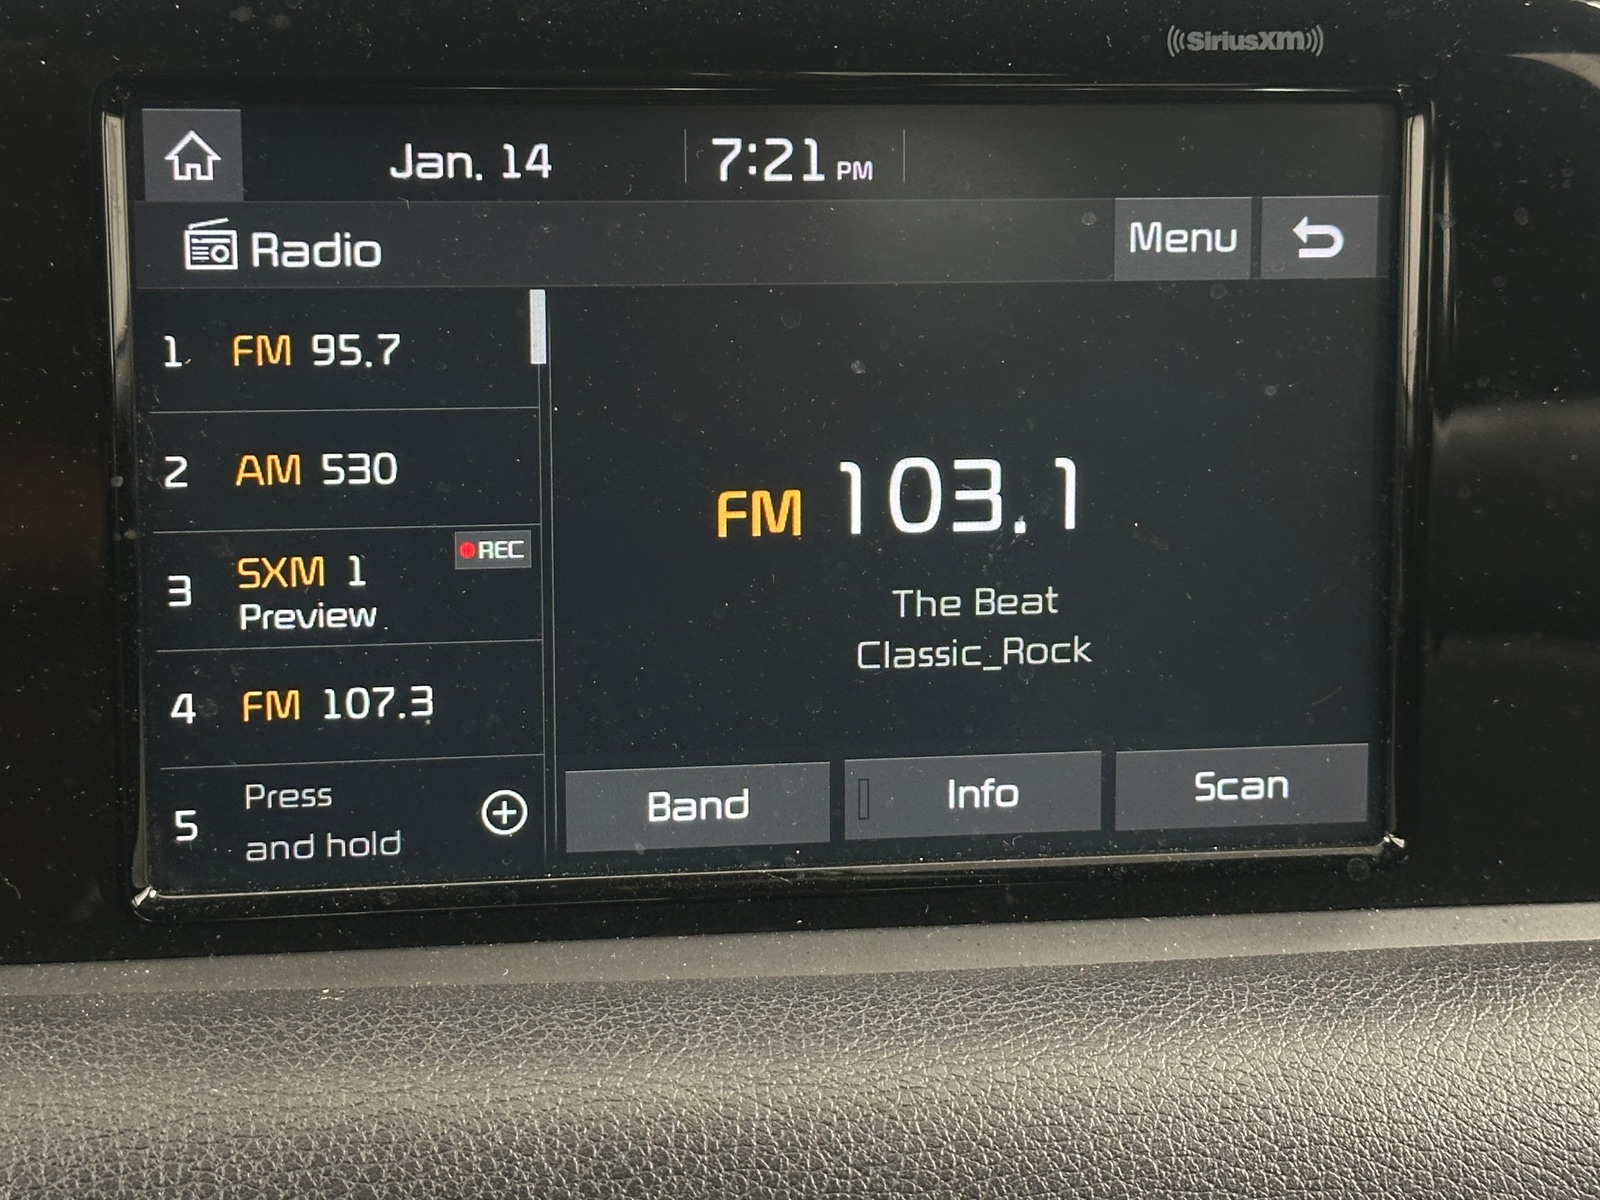 ((SiriusXM))
Jan. 14 7:21 PM
Radio
Menu
1 FM 95.7
2 AM 530
3 SXM 1
REC
Preview
4 FM 107.3
5 Press
and hold
FM 103.1
The Beat
Classic_Rock
Band
Info
Scan